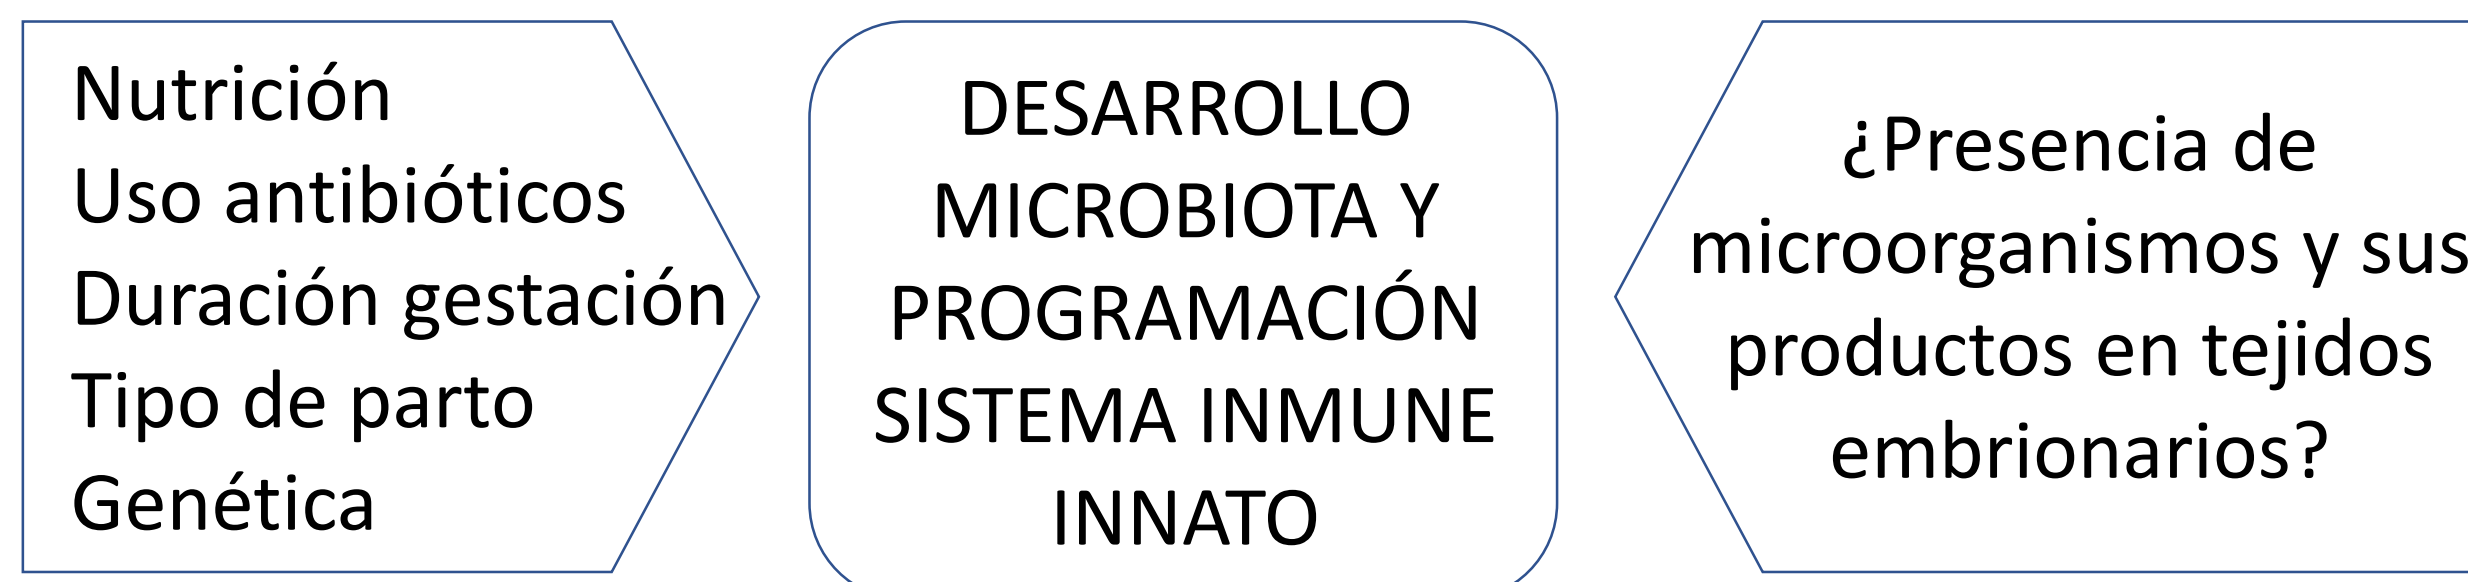 Nutrición
Uso antibióticos
Duración gestación
Tipo de parto
Genética
DESARROLLO
MICROBIOTA Y
PROGRAMACIÓN
SISTEMA INMUNE
INNATO
¿Presencia de
microorganismos y sus
productos en tejidos
embrionarios?